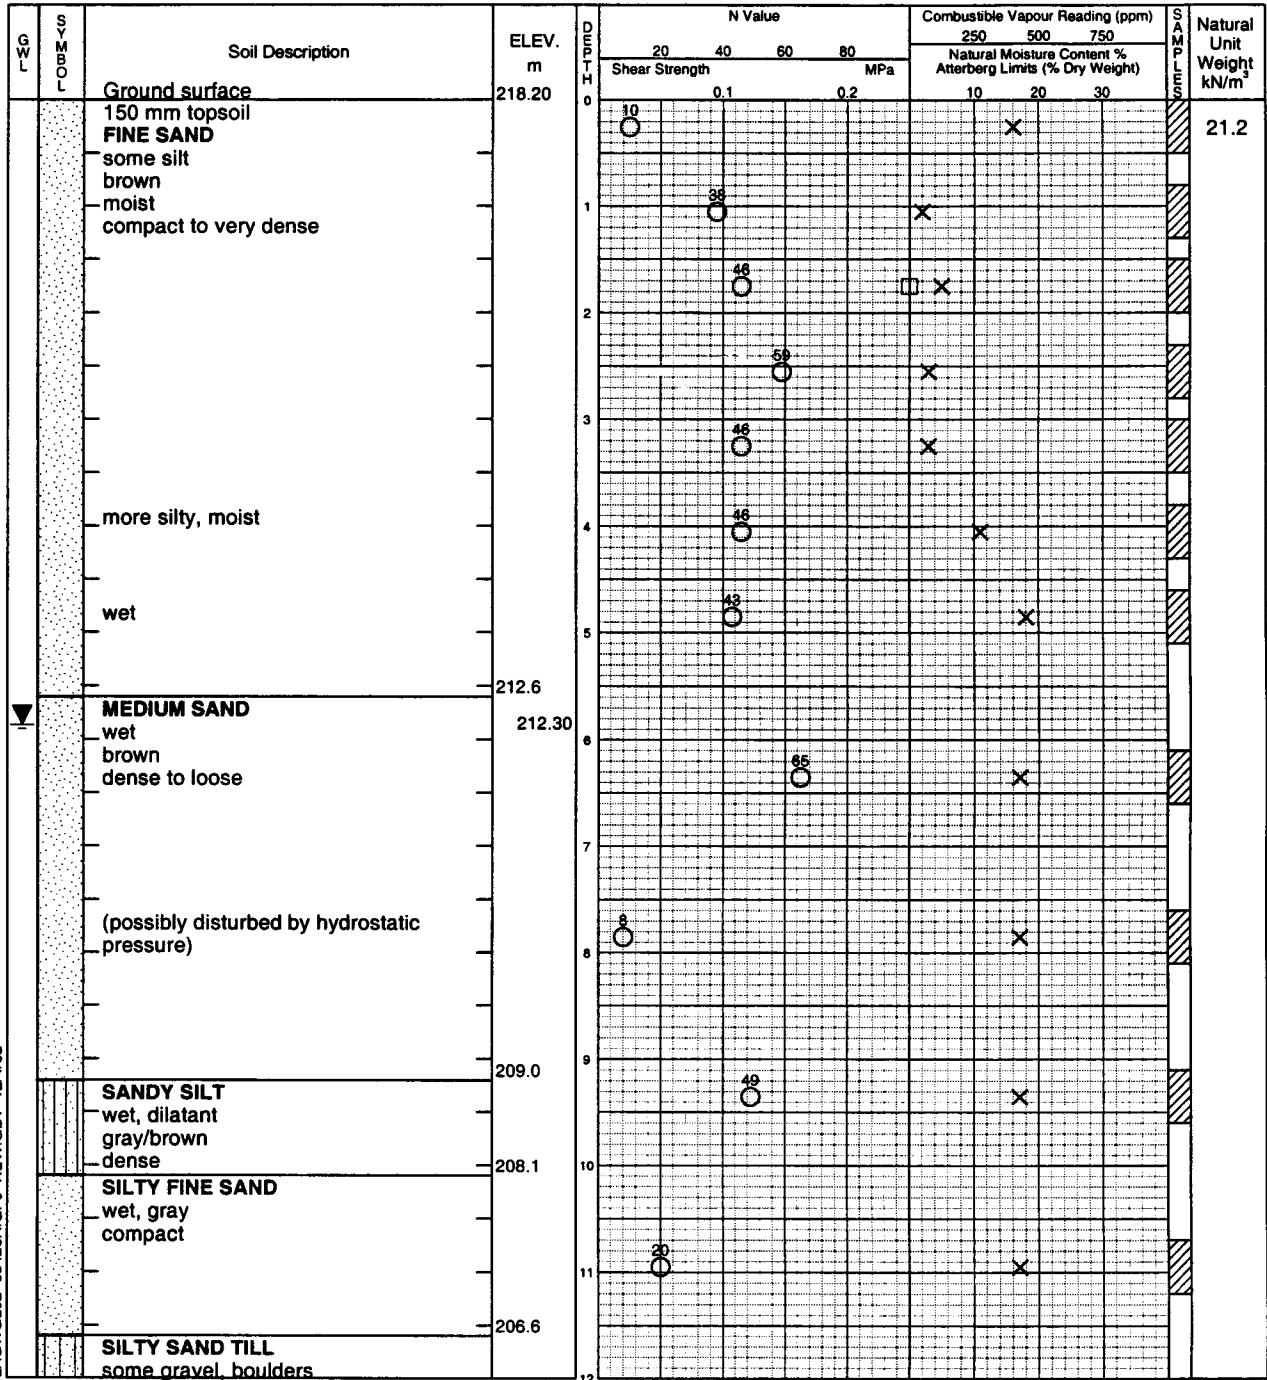 GWL
SYMBOL
Soil Description
ELEV.
m
DEPTH
N Value
20 40 60 80
Shear Strength MPa
0.1 0.2
Combustible Vapour Reading (ppm)
250 500 750
Natural Moisture Content %
Atterberg Limits (% Dry Weight)
10 20 30
SAMPLES
Natural
Unit
Weight
kN/m³
Ground surface
218.20
0
150 mm topsoil
FINE SAND
some silt
brown
moist
compact to very dense
10
21.2
38
1
46
2
59
3
46
more silty, moist
46
4
wet
43
5
212.6
MEDIUM SAND
wet
brown
dense to loose
212.30
6
65
7
(possibly disturbed by hydrostatic
pressure)
8
8
9
209.0
SANDY SILT
wet, dilatant
gray/brown
dense
49
10
208.1
SILTY FINE SAND
wet, gray
compact
20
11
206.6
SILTY SAND TILL
some gravel, boulders
12